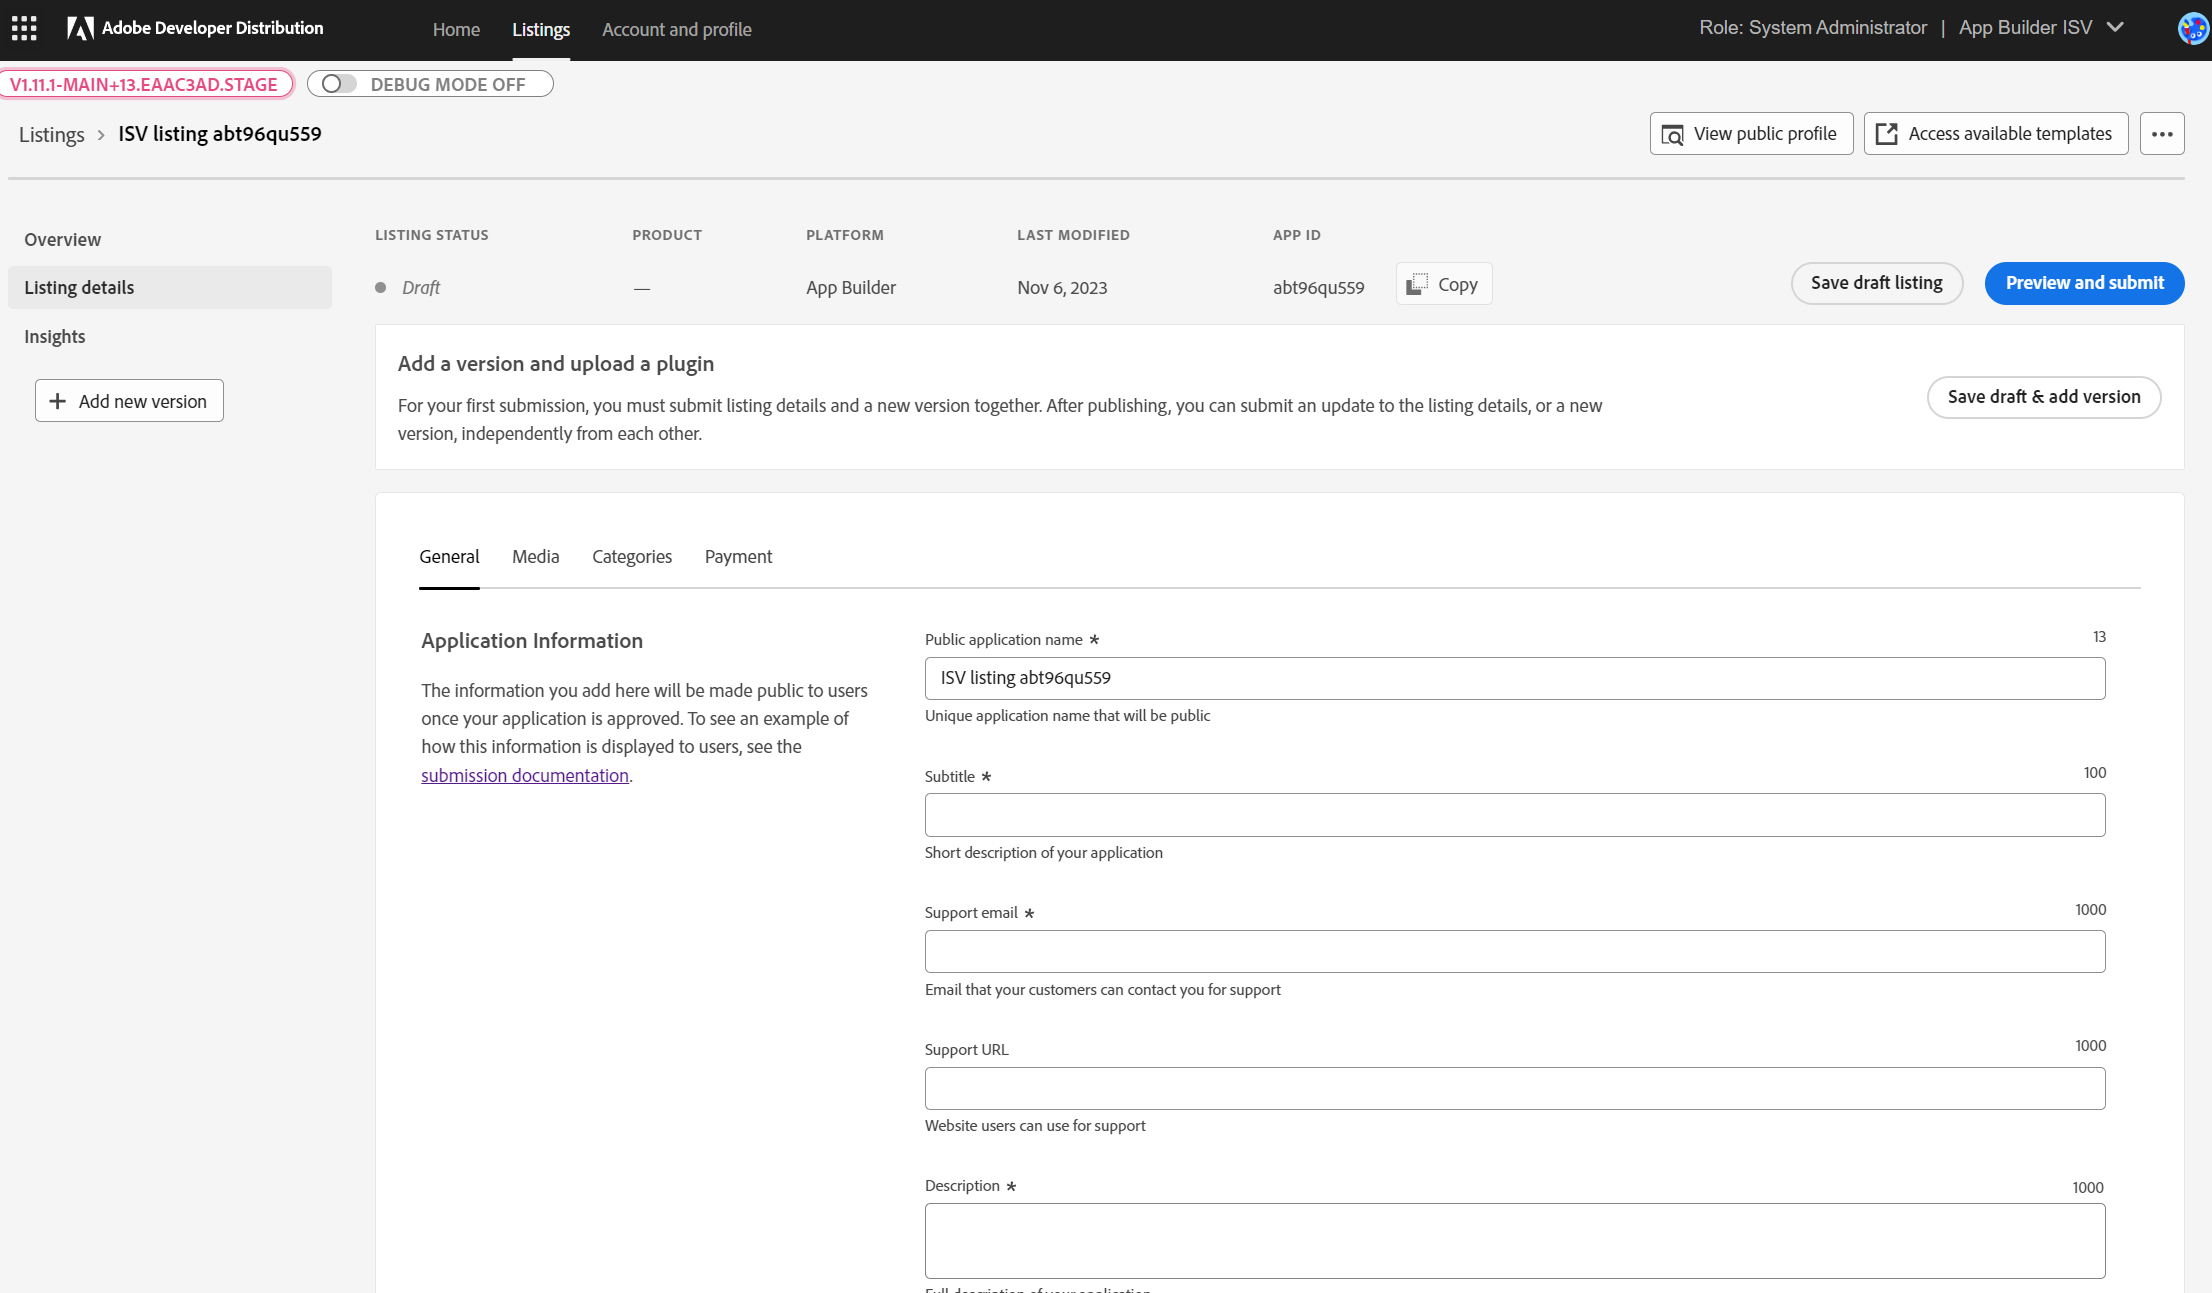 Adobe Developer Distribution
Home
Listings
Account and profile
Role: System Administrator | App Builder ISV
V1.11.1-MAIN+13.EAAC3AD.STAGE
DEBUG MODE OFF
Listings > ISV listing abt96qu559
View public profile
Access available templates
Overview
Listing details
Insights
+ Add new version
LISTING STATUS
PRODUCT
PLATFORM
LAST MODIFIED
APP ID
Draft
—
App Builder
Nov 6, 2023
abt96qu559
Copy
Save draft listing
Preview and submit
Add a version and upload a plugin
For your first submission, you must submit listing details and a new version together. After publishing, you can submit an update to the listing details, or a new
version, independently from each other.
Save draft & add version
General
Media
Categories
Payment
Application Information
The information you add here will be made public to users
once your application is approved. To see an example of
how this information is displayed to users, see the
submission documentation.
Public application name *
13
ISV listing abt96qu559
Unique application name that will be public
Subtitle *
100
Short description of your application
Support email *
1000
Email that your customers can contact you for support
Support URL
1000
Website users can use for support
Description *
1000
Full description of your application